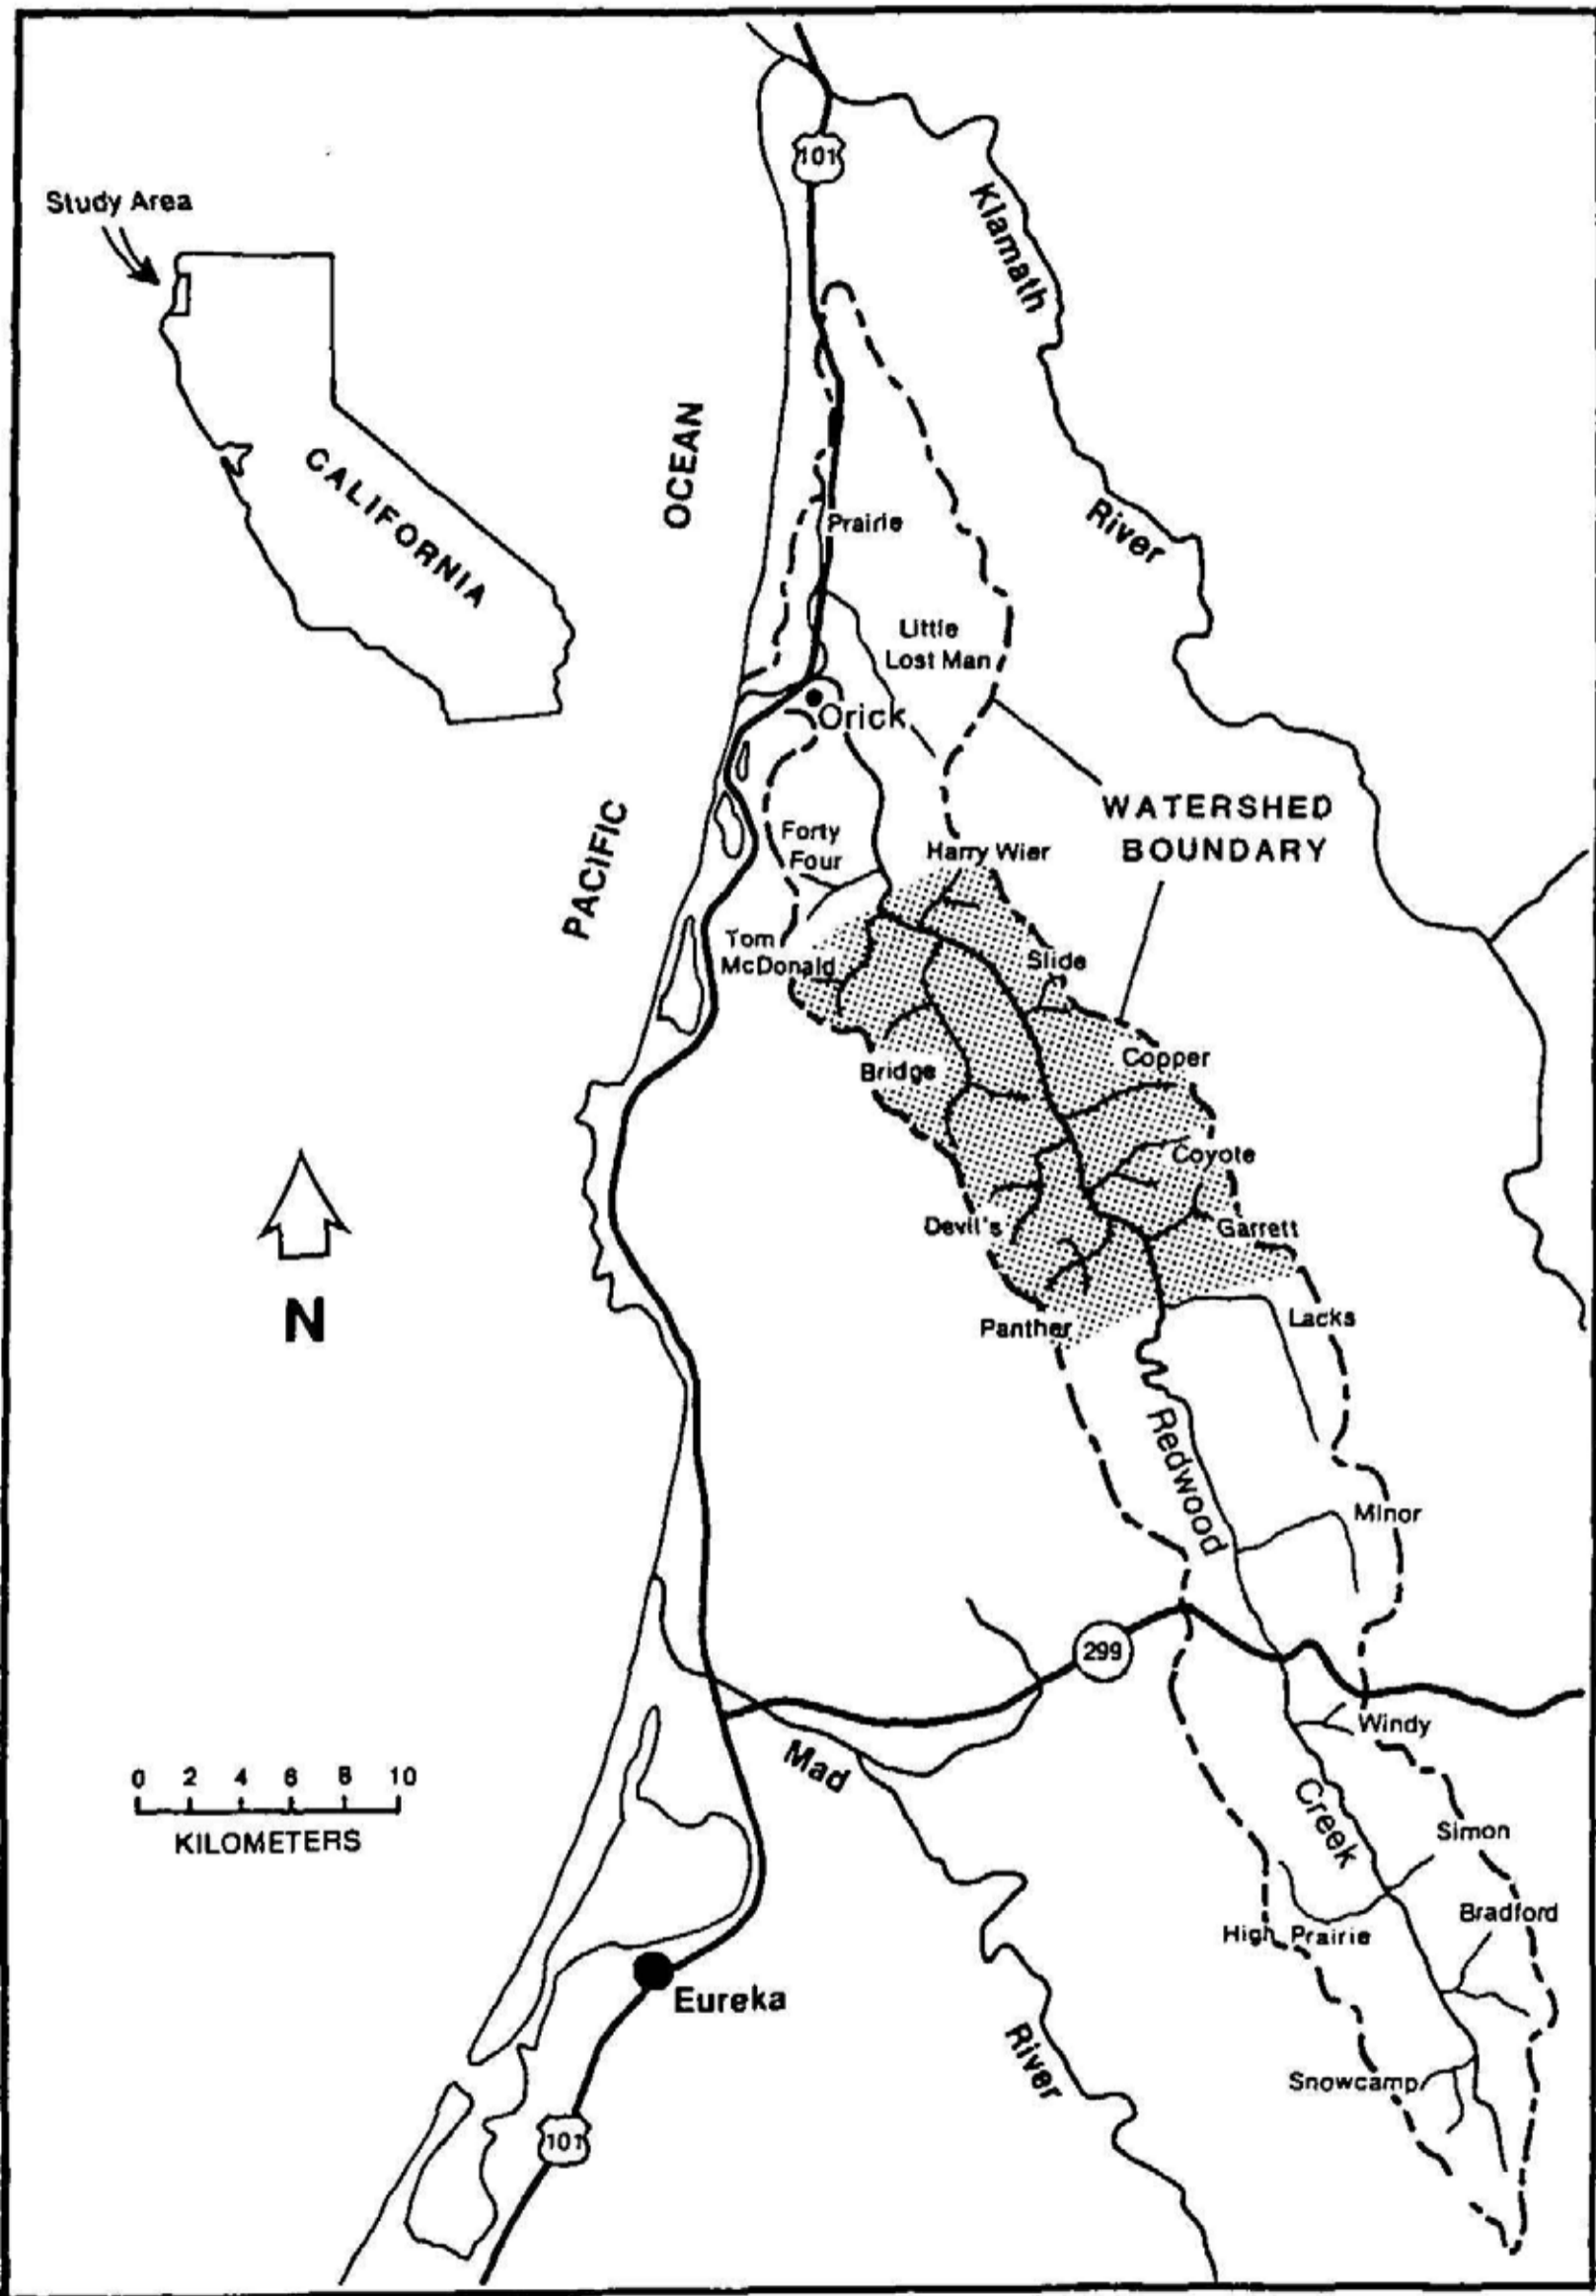 101
Study Area
Klamath
River
OCEAN
PACIFIC
CALIFORNIA
Prairie
Little
Lost Man
Orick
WATERSHED
BOUNDARY
Forty
Four
Harry Wier
Tom
McDonald
Slide
Bridge
Copper
Coyote
Devil's
Garrett
Panther
Lacks
N
Redwood
Creek
Minor
299
Windy
Mad
River
0 2 4 6 8 10
KILOMETERS
Simon
Bradford
High Prairie
Eureka
Snowcamp
101